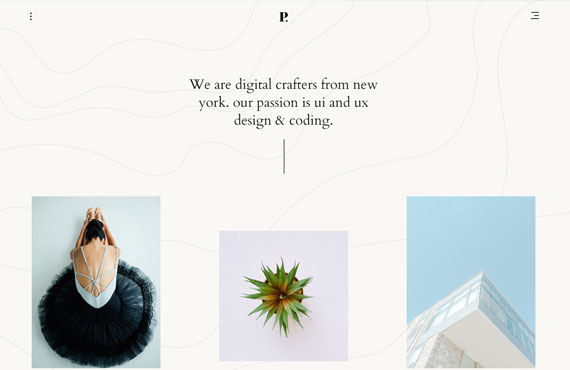 P.
We are digital crafters from new
york. our passion is ui and ux
design & coding.